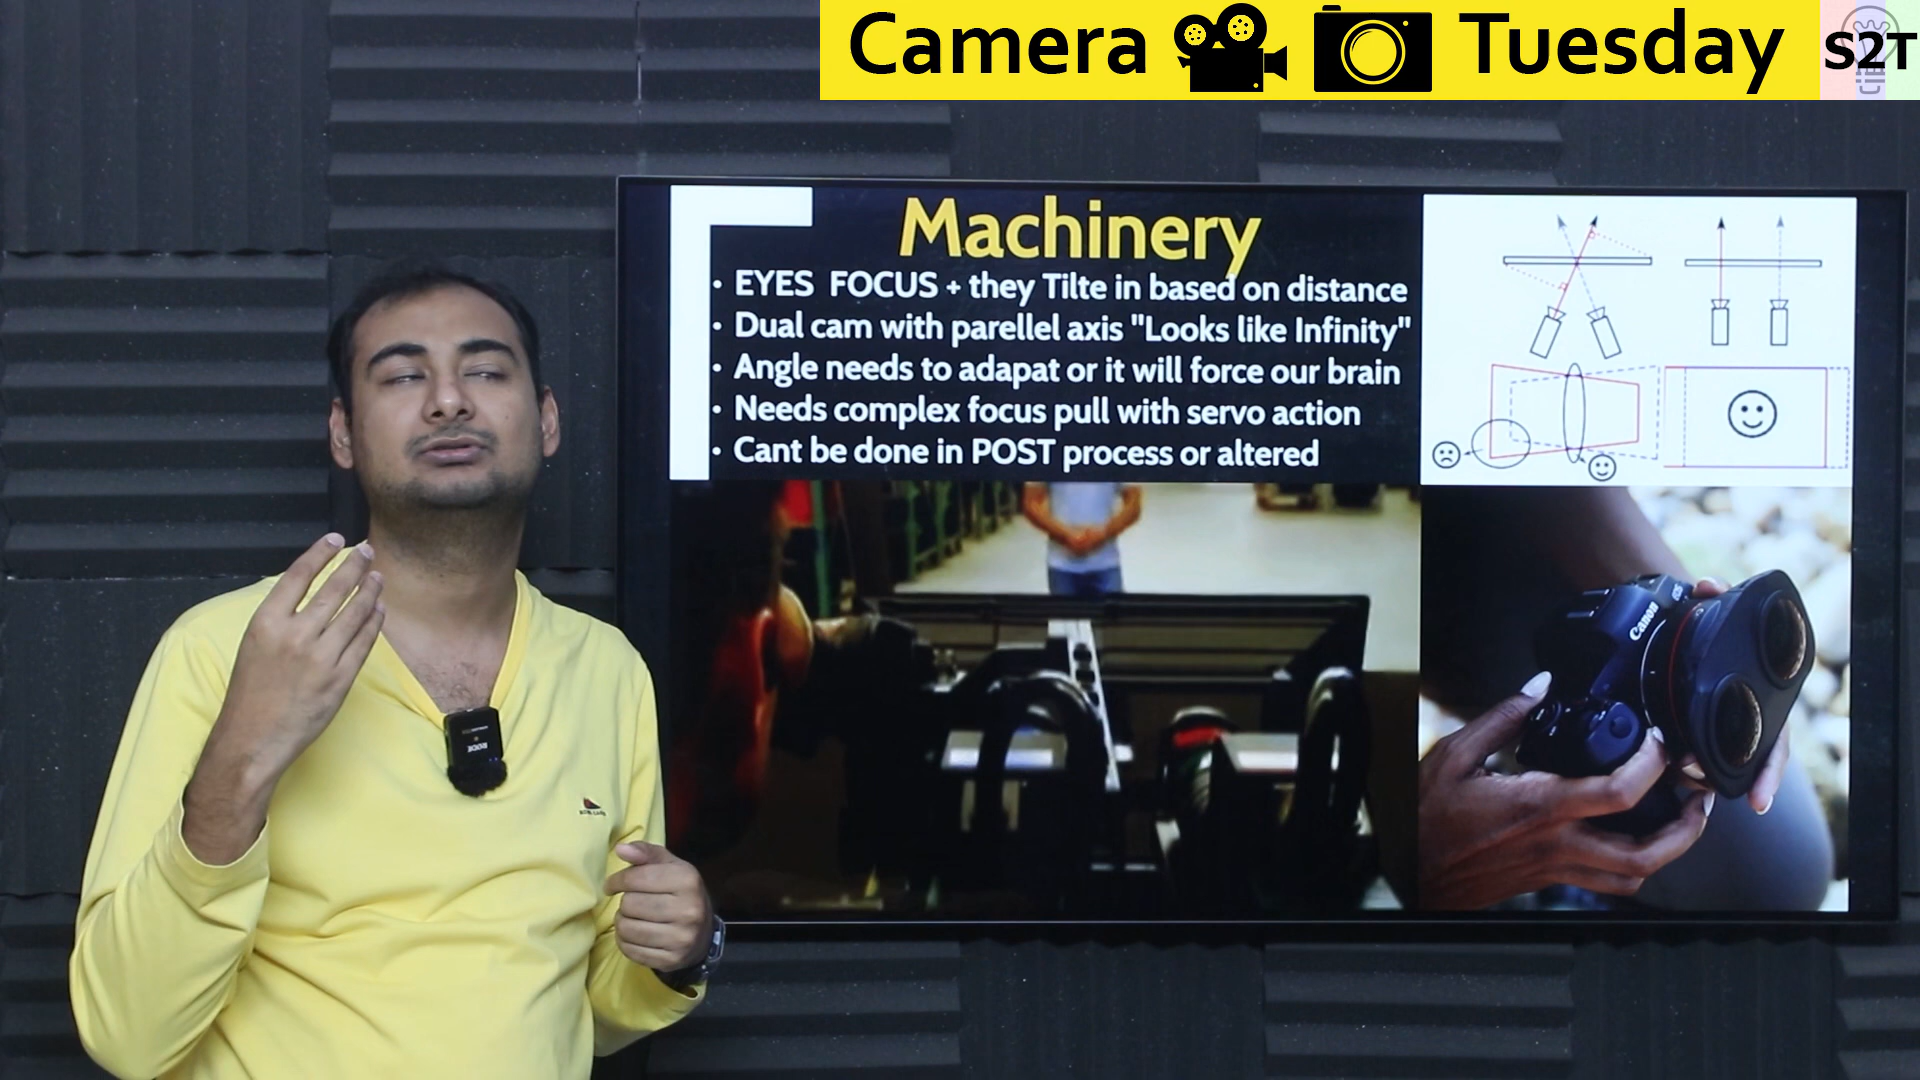 Camera Tuesday
S2T
Machinery
• EYES FOCUS + they Tilte in based on distance
• Dual cam with parellel axis "Looks like Infinity"
• Angle needs to adapat or it will force our brain
• Needs complex focus pull with servo action
• Cant be done in POST process or altered
Canon
RODE